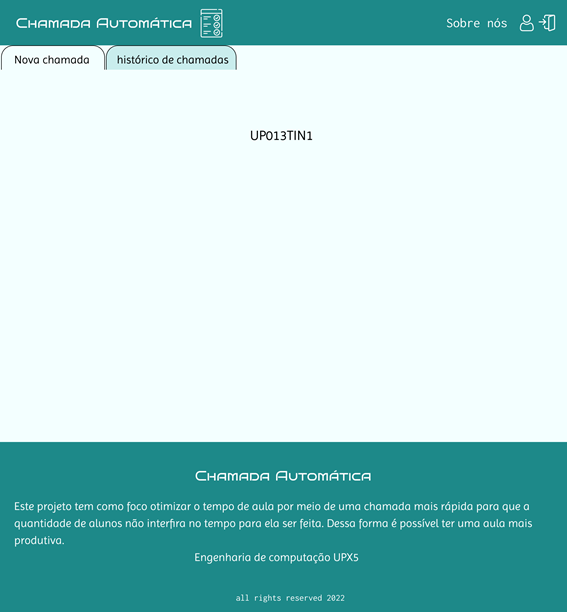 Chamada Automática
Sobre nós
Nova chamada
histórico de chamadas
UP013TIN1
Chamada Automática
Este projeto tem como foco otimizar o tempo de aula por meio de uma chamada mais rápida para que a
quantidade de alunos não interfira no tempo para ela ser feita. Dessa forma é possível ter uma aula mais
produtiva.
Engenharia de computação UPX5
all rights reserved 2022